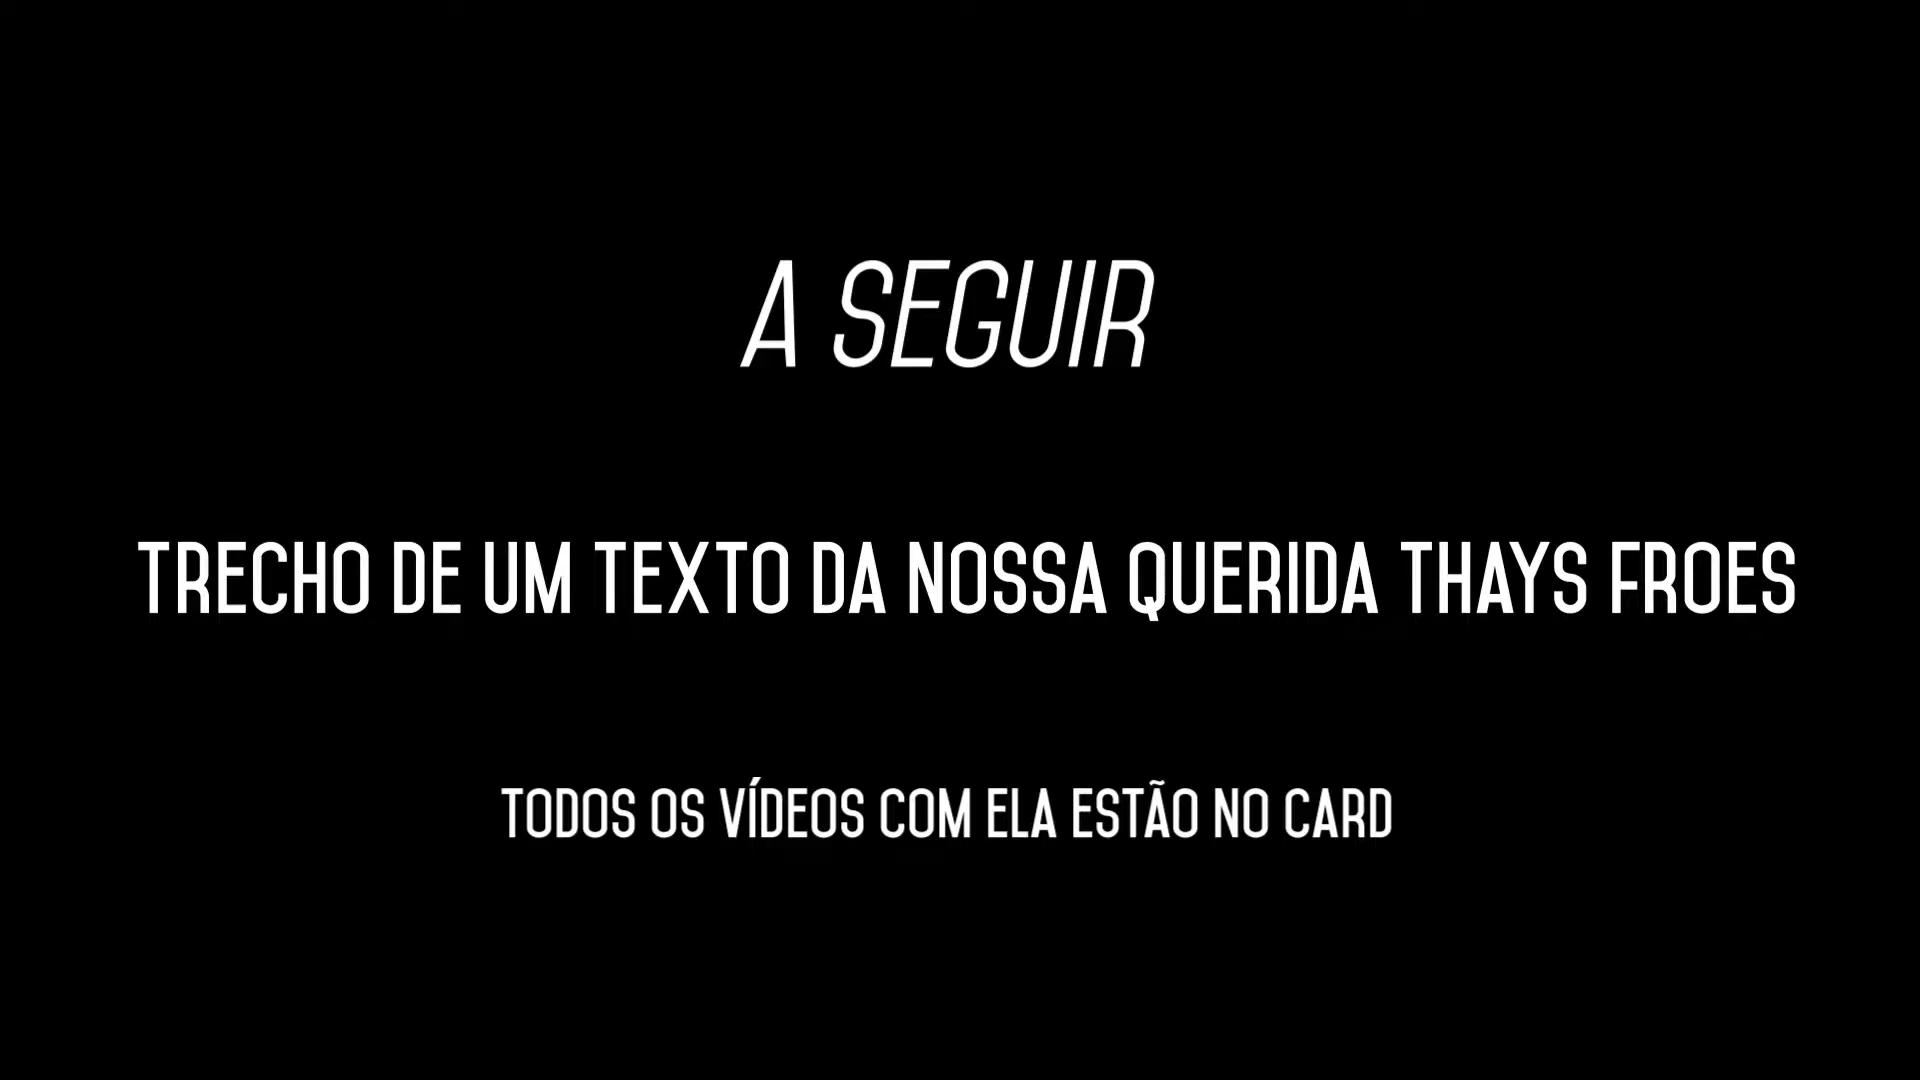 A SEGUIR
TRECHO DE UM TEXTO DA NOSSA QUERIDA THAYS FROES
TODOS OS VÍDEOS COM ELA ESTÃO NO CARD